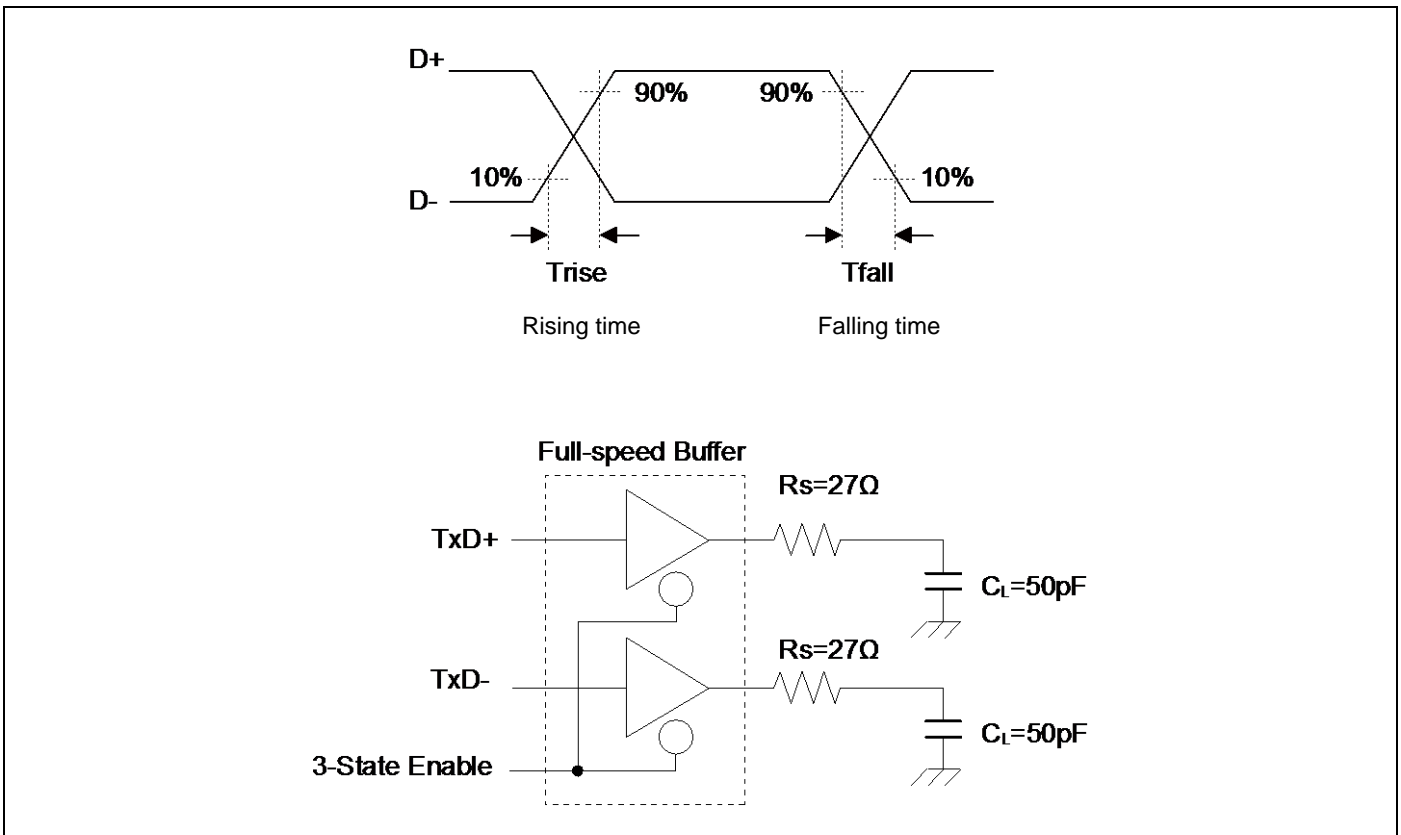 D+
90%
90%
10%
10%
D-
Trise
Tfall
Rising time
Falling time
Full-speed Buffer
Rs=27Ω
TxD+
CL=50pF
Rs=27Ω
TxD-
CL=50pF
3-State Enable